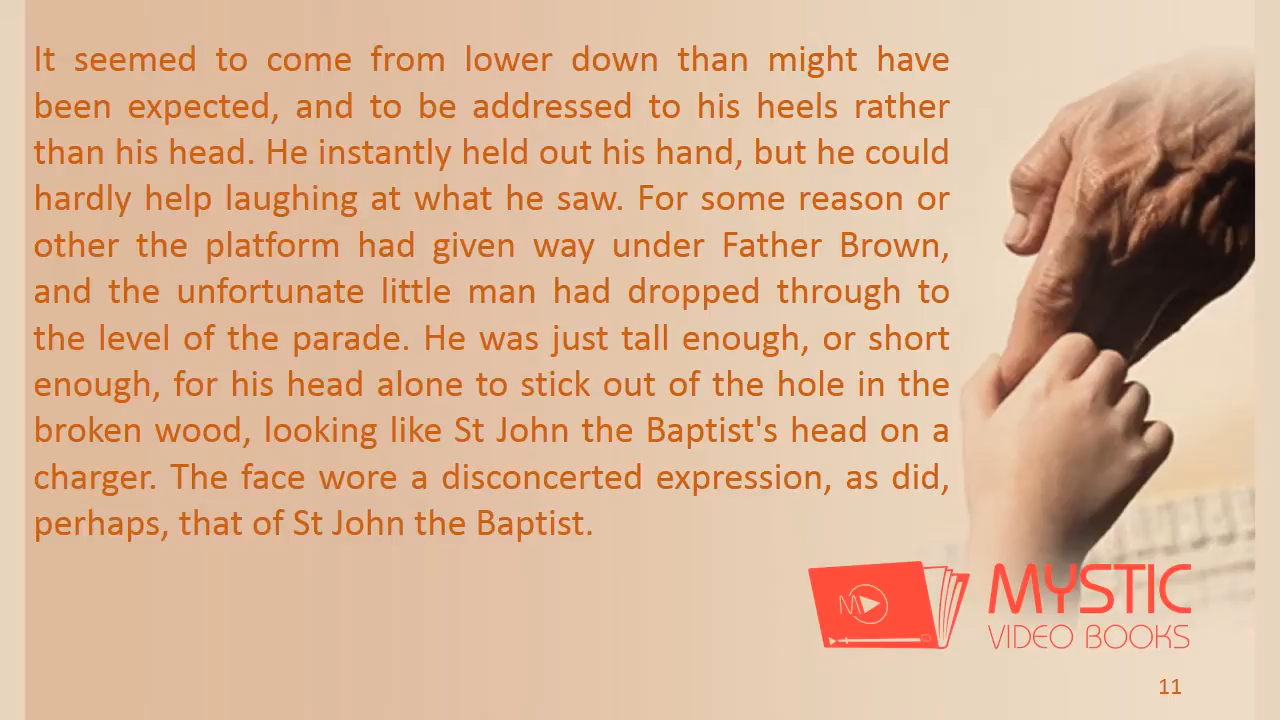 It seemed to come from lower down than might have
been expected, and to be addressed to his heels rather
than his head. He instantly held out his hand, but he could
hardly help laughing at what he saw. For some reason or
other the platform had given way under Father Brown,
and the unfortunate little man had dropped through to
the level of the parade. He was just tall enough, or short
enough, for his head alone to stick out of the hole in the
broken wood, looking like St John the Baptist's head on a
charger. The face wore a disconcerted expression, as did,
perhaps, that of St John the Baptist.
M
MYSTIC
VIDEO BOOKS
11